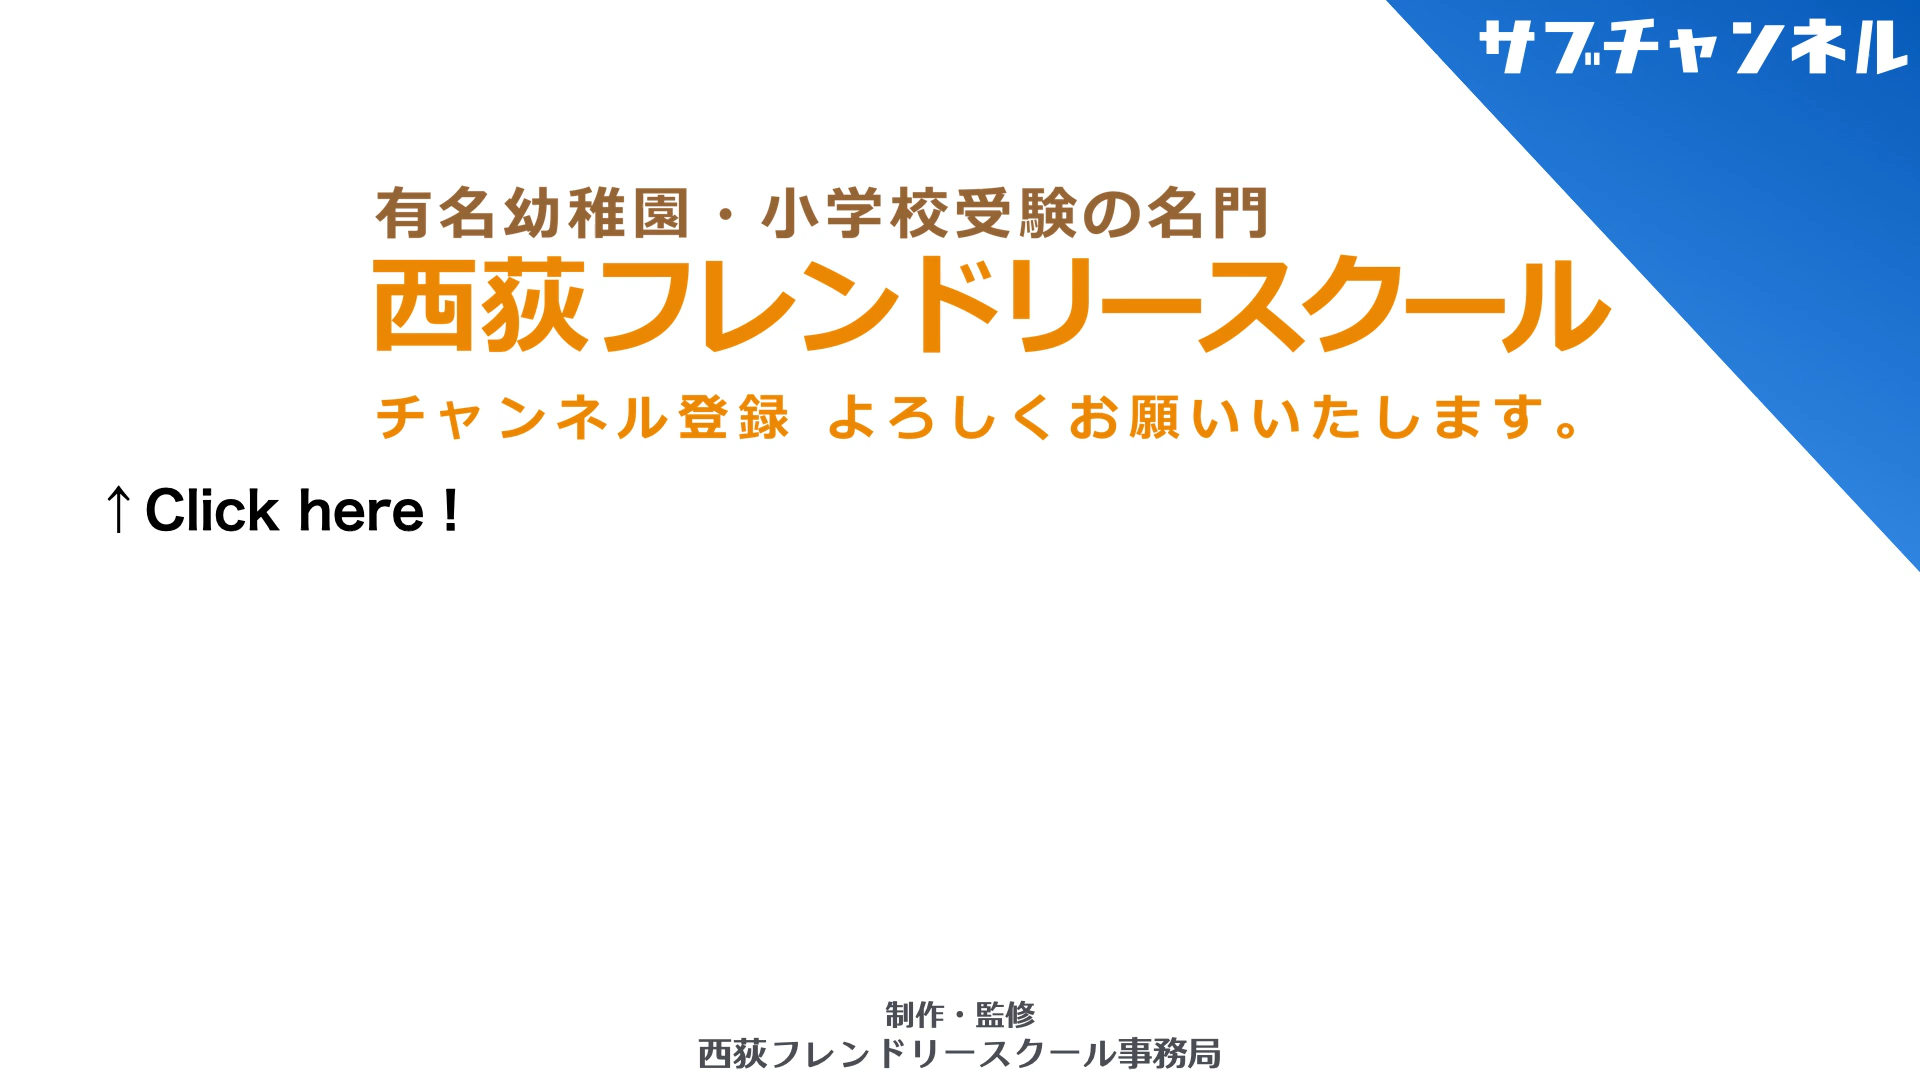 サブチャンネル
有名幼稚園・小学校受験の名門
西荻フレンドリースクール
チャンネル登録 よろしくお願いいたします。
↑Click here !
制作・監修
西荻フレンドリースクール事務局